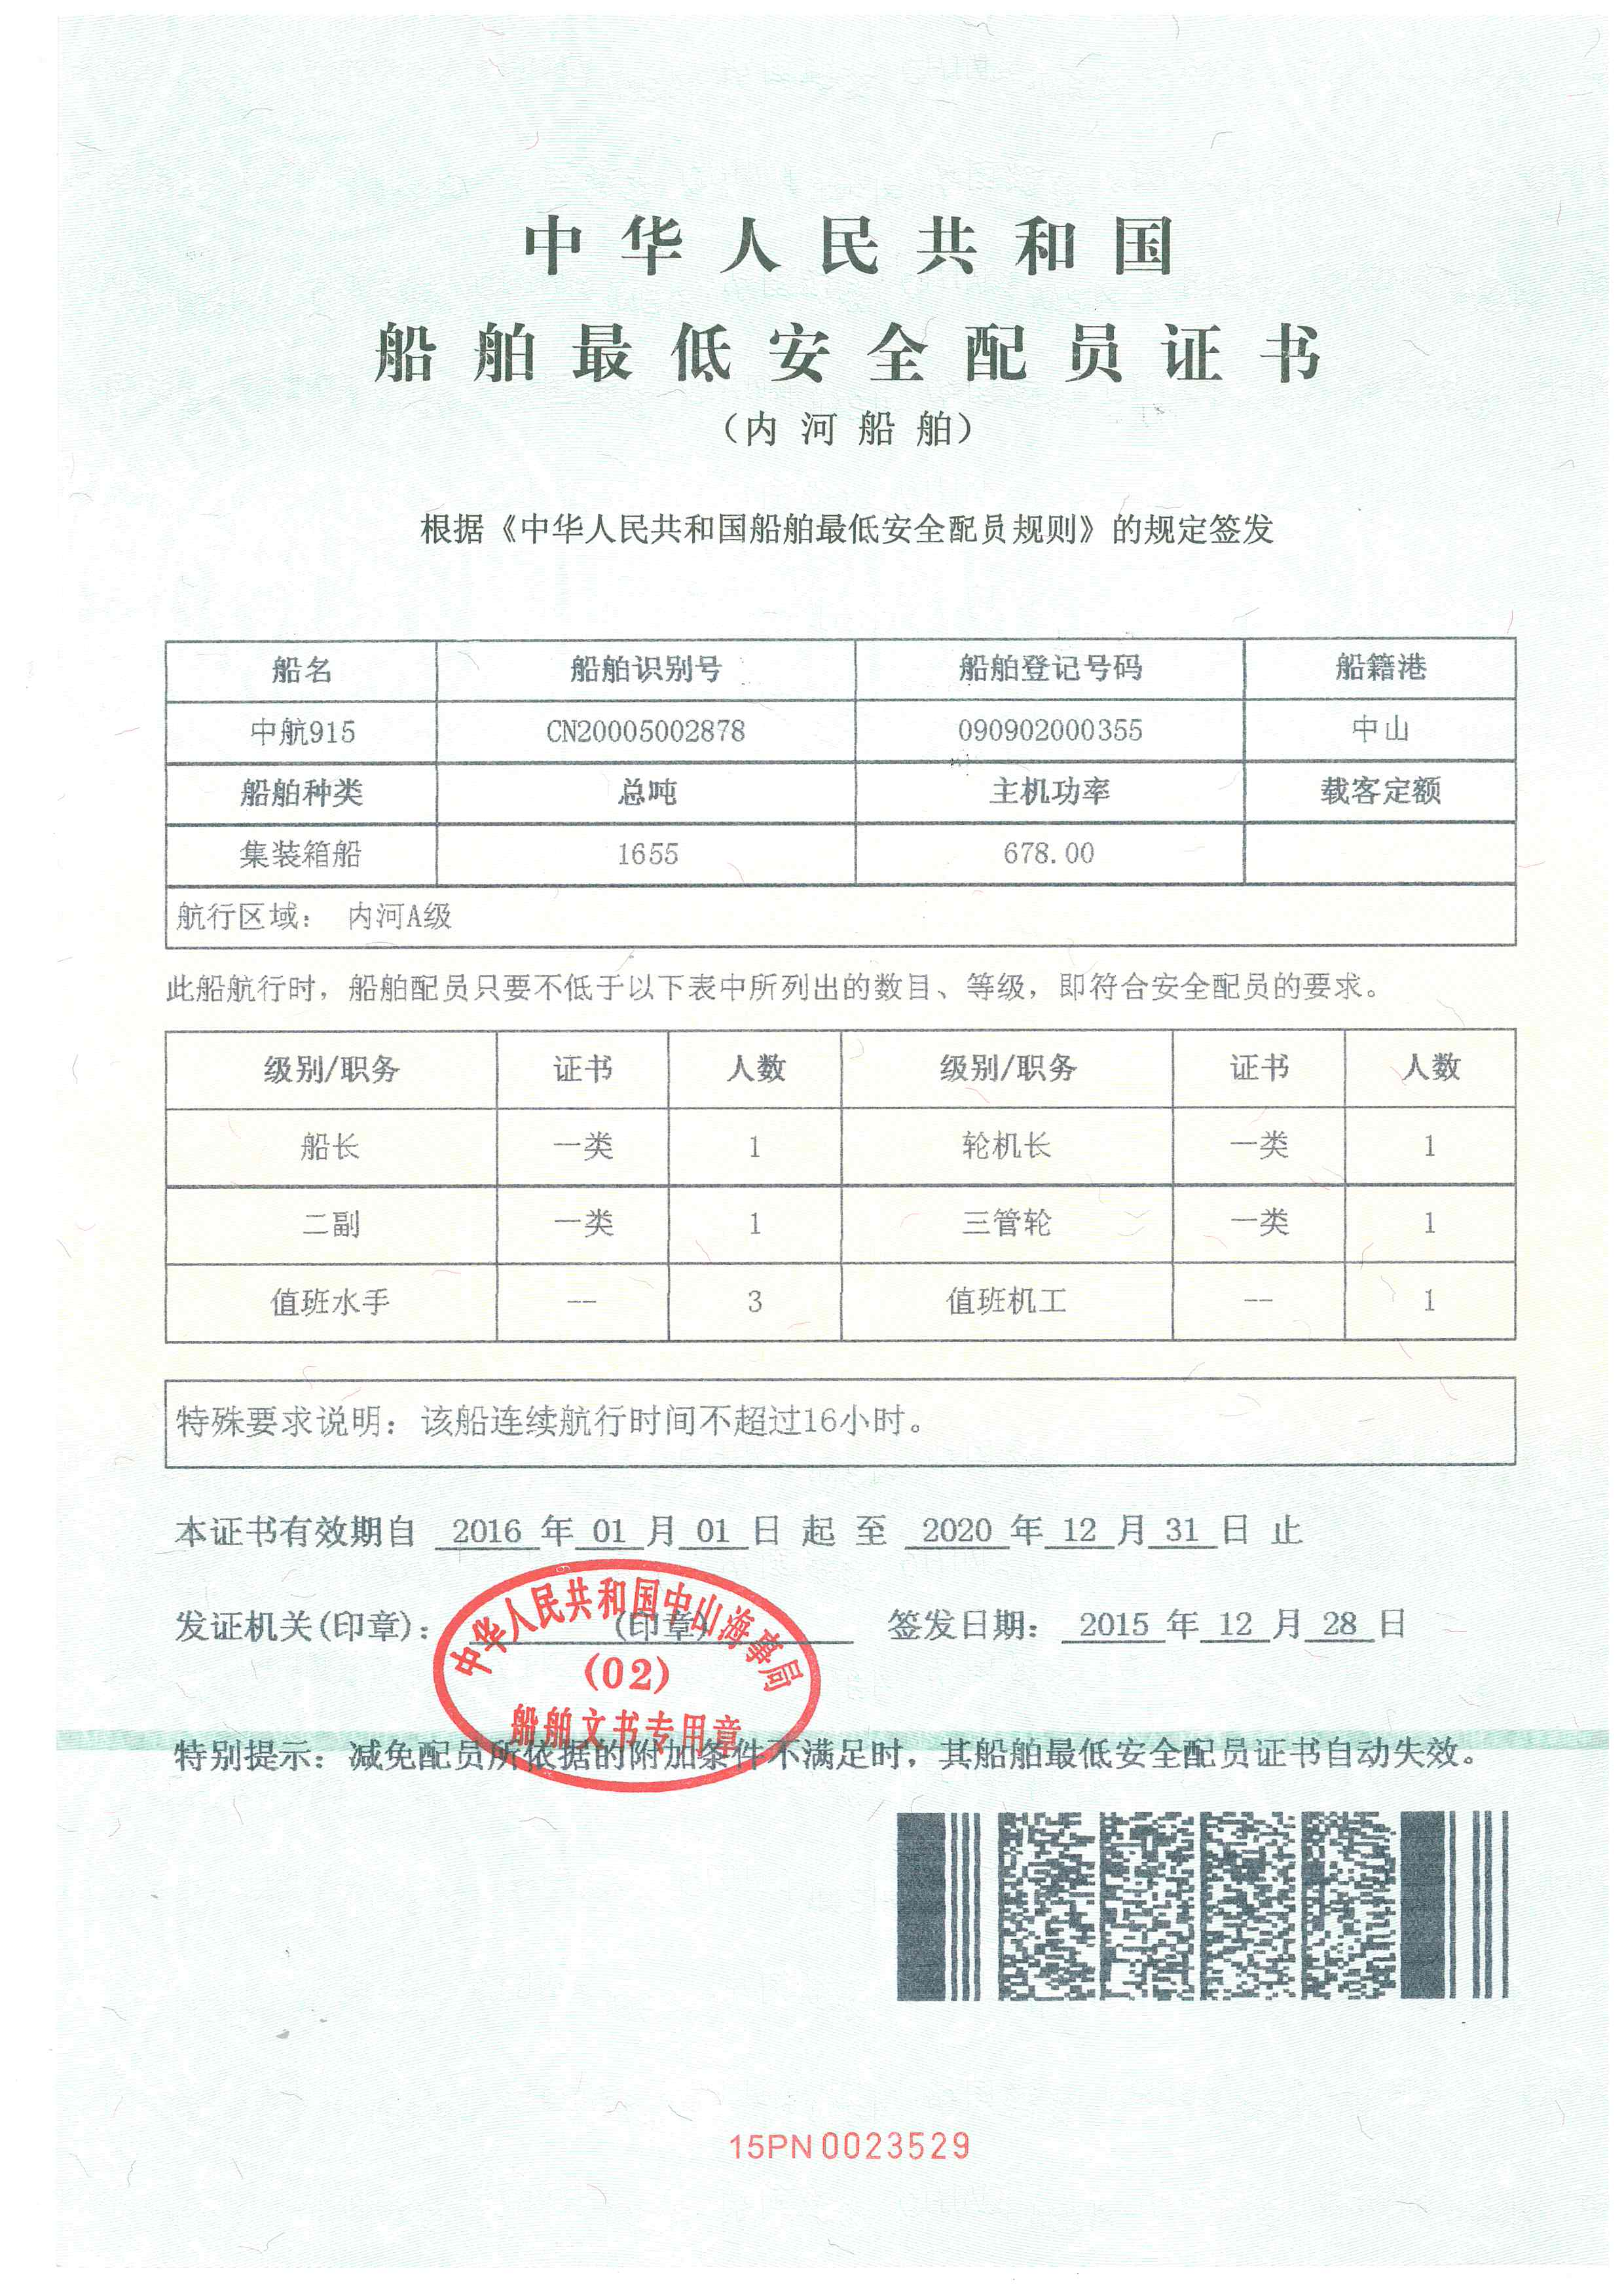 中华人民共和国
船舶最低安全配员证书
（内河船舶）
根据《中华人民共和国船舶最低安全配员规则》的规定签发
船名 船舶识别号 船舶登记号码 船籍港
中航915 CN20005002878 090902000355 中山
船舶种类 总吨 主机功率 载客定额
集装箱船 1655 678.00
航行区域： 内河A级
此船航行时，船舶配员只要不低于以下表中所列出的数目、等级，即符合安全配员的要求。
级别/职务 证书 人数 级别/职务 证书 人数
船长 一类 1 轮机长 一类 1
二副 一类 1 三管轮 一类 1
值班水手 -- 3 值班机工 -- 1
特殊要求说明：该船连续航行时间不超过16小时。
本证书有效期自 2016 年 01 月 01 日 起 至 2020 年 12 月 31 日 止
发证机关(印章)： (印章) 签发日期： 2015 年 12 月 28 日
中华人民共和国中山海事局
(02)
船舶文书专用章
特别提示：减免配员所依据的附加条件不满足时，其船舶最低安全配员证书自动失效。
15PN0023529